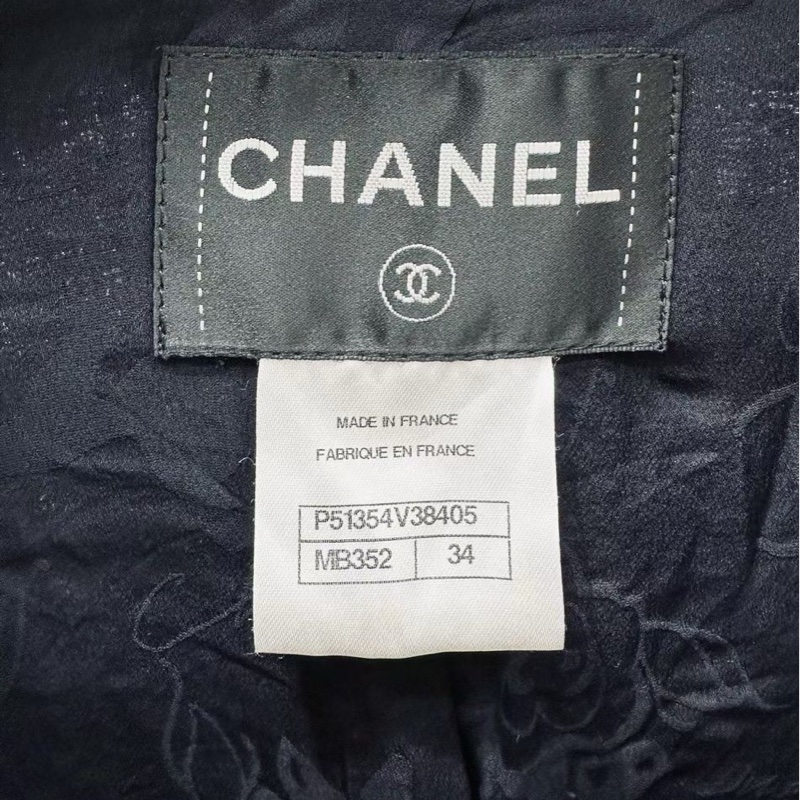 CHANEL
MADE IN FRANCE
FABRIQUE EN FRANCE
P51354V38405
MB352 34